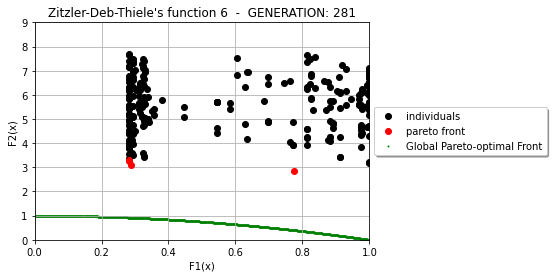 Zitzler-Deb-Thiele's function 6 - GENERATION: 281
9
8
7
6
5
4
3
2
1
0
F2(x)
0.0 0.2 0.4 0.6 0.8 1.0
F1(x)
individuals
pareto front
Global Pareto-optimal Front